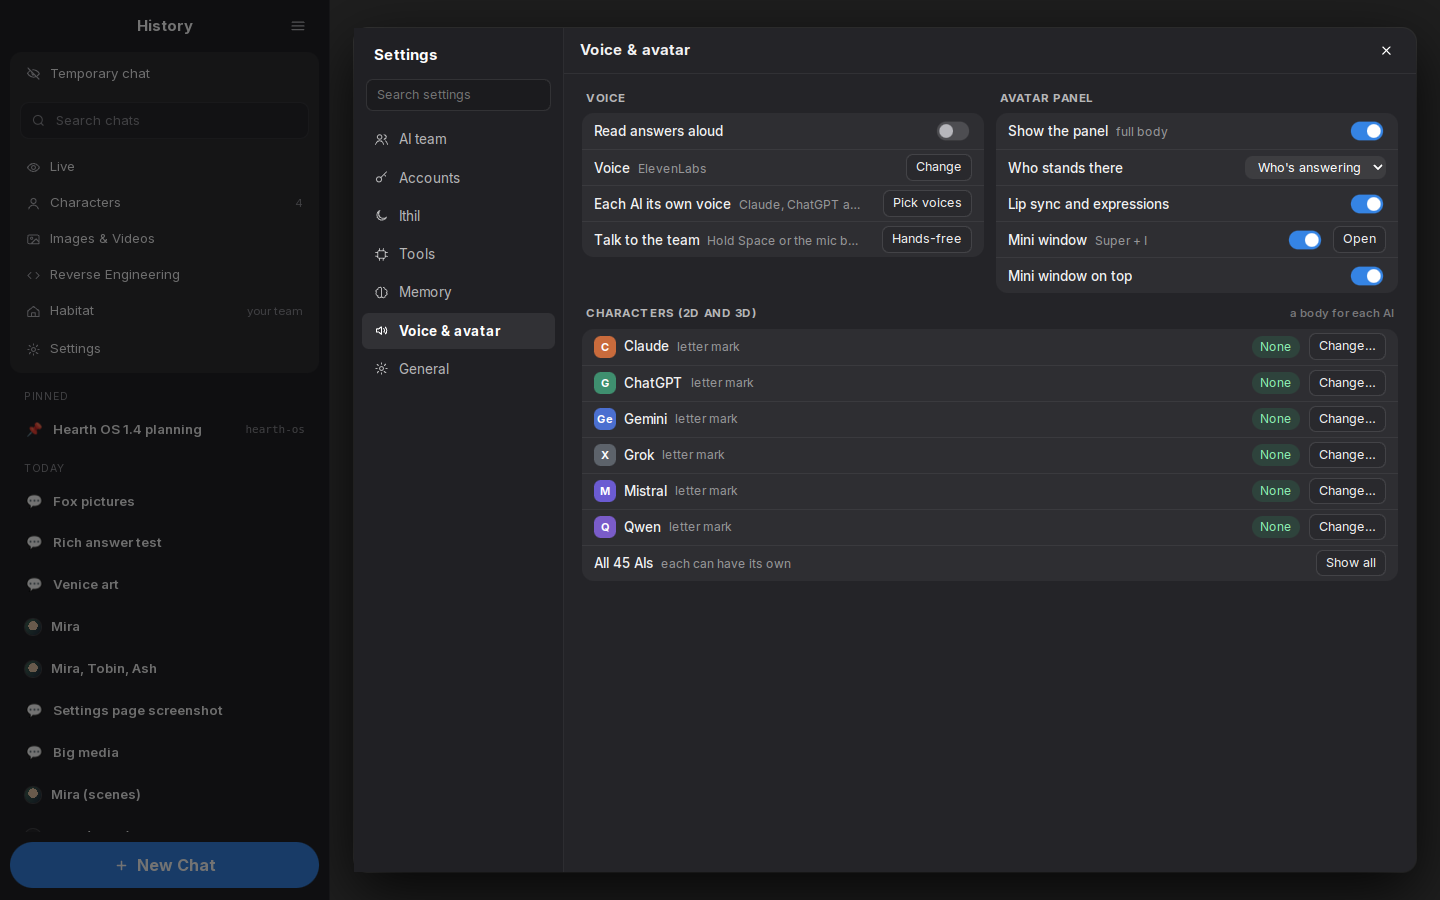 History
Temporary chat
Search chats
Live
Characters 4
Images & Videos
Reverse Engineering
Habitat your team
Settings
PINNED
Hearth OS 1.4 planning hearth-os
TODAY
Fox pictures
Rich answer test
Venice art
Mira
Mira, Tobin, Ash
Settings page screenshot
Big media
Mira (scenes)
+ New Chat
Settings
Search settings
AI team
Accounts
Ithil
Tools
Memory
Voice & avatar
General
Voice & avatar
VOICE
Read answers aloud
Voice ElevenLabs Change
Each AI its own voice Claude, ChatGPT a... Pick voices
Talk to the team Hold Space or the mic b... Hands-free
AVATAR PANEL
Show the panel full body
Who stands there Who's answering
Lip sync and expressions
Mini window Super + I Open
Mini window on top
CHARACTERS (2D AND 3D) a body for each AI
C Claude letter mark None Change...
G ChatGPT letter mark None Change...
Ge Gemini letter mark None Change...
X Grok letter mark None Change...
M Mistral letter mark None Change...
Q Qwen letter mark None Change...
All 45 AIs each can have its own Show all